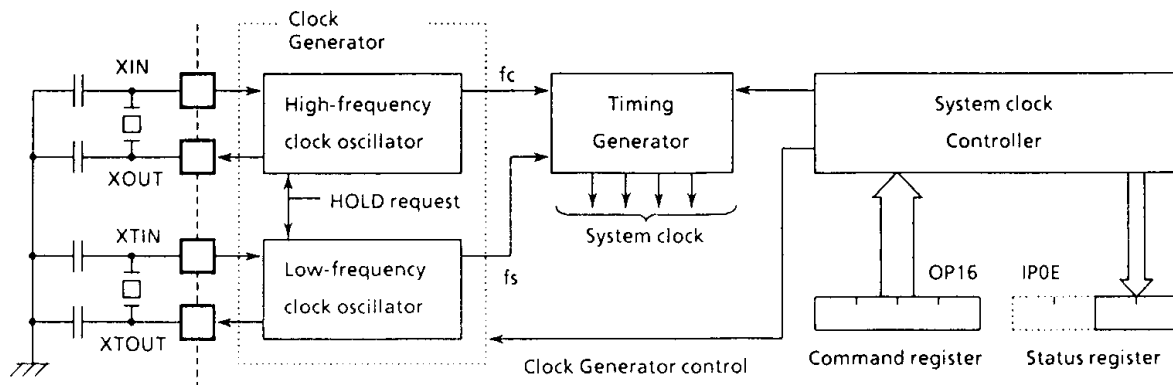 Clock
Generator
XIN
XOUT
High-frequency
clock oscillator
fc
Timing
Generator
System clock
Controller
HOLD request
System clock
XTIN
XTOUT
Low-frequency
clock oscillator
fs
OP16
IP0E
Clock Generator control
Command register
Status register